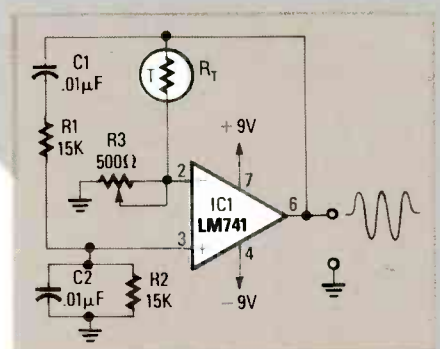 C1
.01µF
T
R_T
R1
15K
R3
500Ω
+9V
2
7
IC1
LM741
6
3
4
-9V
C2
.01µF
R2
15K